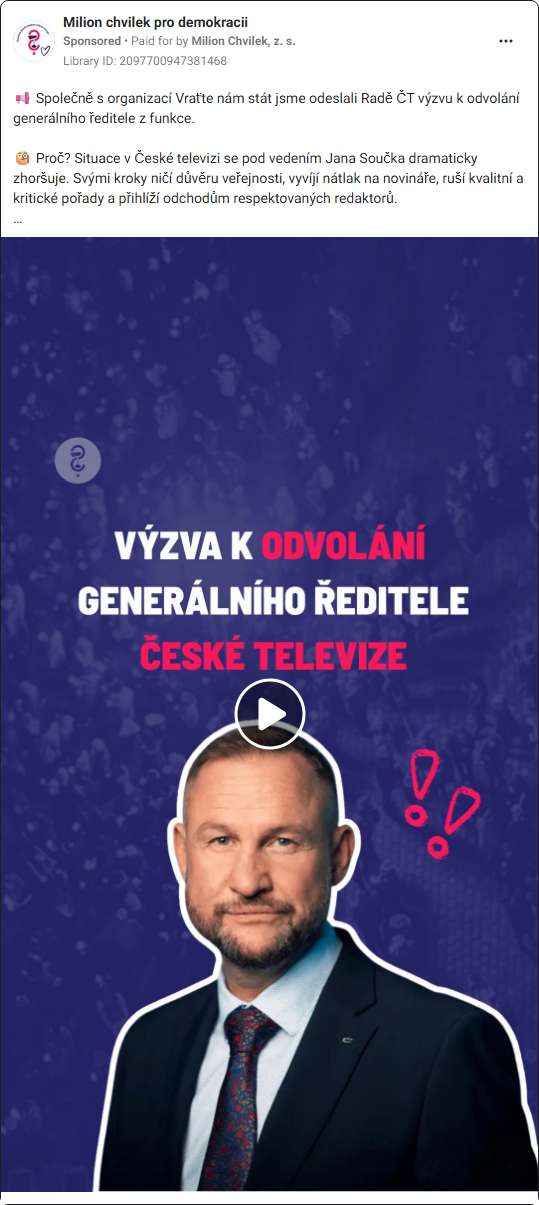 Milion chvilek pro demokracii
Sponsored • Paid for by Milion Chvilek, z. s.
Library ID: 2097700947381468
Společně s organizací Vraťte nám stát jsme odeslali Radě ČT výzvu k odvolání
generálního ředitele z funkce.
Proč? Situace v České televizi se pod vedením Jana Součka dramaticky
zhoršuje. Svými kroky ničí důvěru veřejnosti, vyvíjí nátlak na novináře, ruší kvalitní a
kritické pořady a přihlíží odchodům respektovaných redaktorů.
...
VÝZVA K ODVOLÁNÍ
GENERÁLNÍHO ŘEDITELE
ČESKÉ TELEVIZE